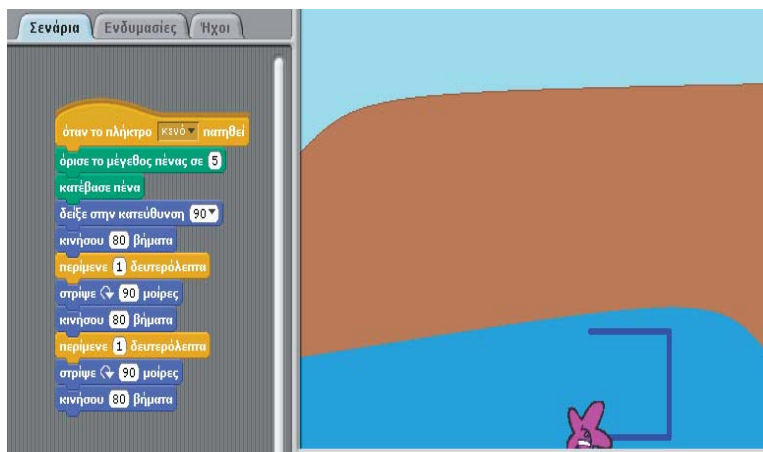 Σενάρια Ενδυμασίες Ήχοι
όταν το πλήκτρο κενό πατηθεί
όρισε το μέγεθος πένας σε 5
κατέβασε πένα
δείξε στην κατεύθυνση 90
κινήσου 80 βήματα
περίμενε 1 δευτερόλεπτα
στρίψε 90 μοίρες
κινήσου 80 βήματα
περίμενε 1 δευτερόλεπτα
στρίψε 90 μοίρες
κινήσου 80 βήματα